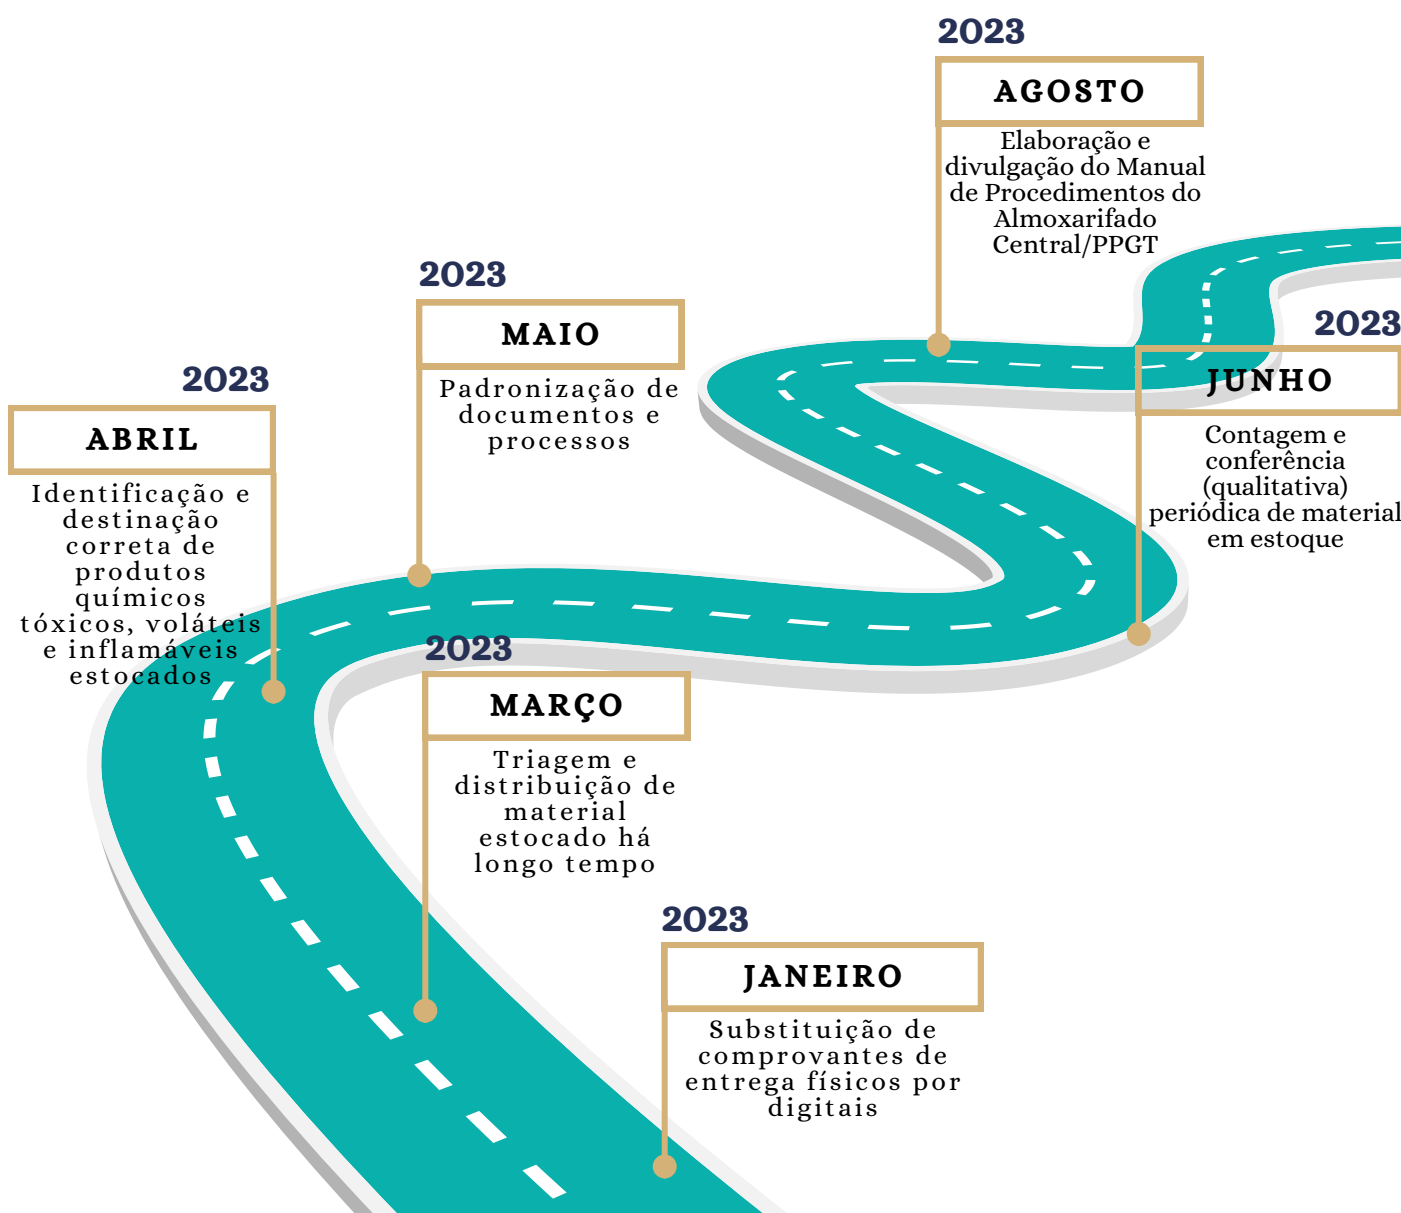 2023
AGOSTO
Elaboração e
divulgação do Manual
de Procedimentos do
Almoxarifado
Central/PPGT
2023
MAIO
Padronização de
documentos e
processos
2023
JUNHO
Contagem e
conferência
(qualitativa)
periódica de material
em estoque
2023
ABRIL
Identificação e
destinação
correta de
produtos
químicos
tóxicos, voláteis
e inflamáveis
estocados
2023
MARÇO
Triagem e
distribuição de
material
estocado há
longo tempo
2023
JANEIRO
Substituição de
comprovantes de
entrega físicos por
digitais